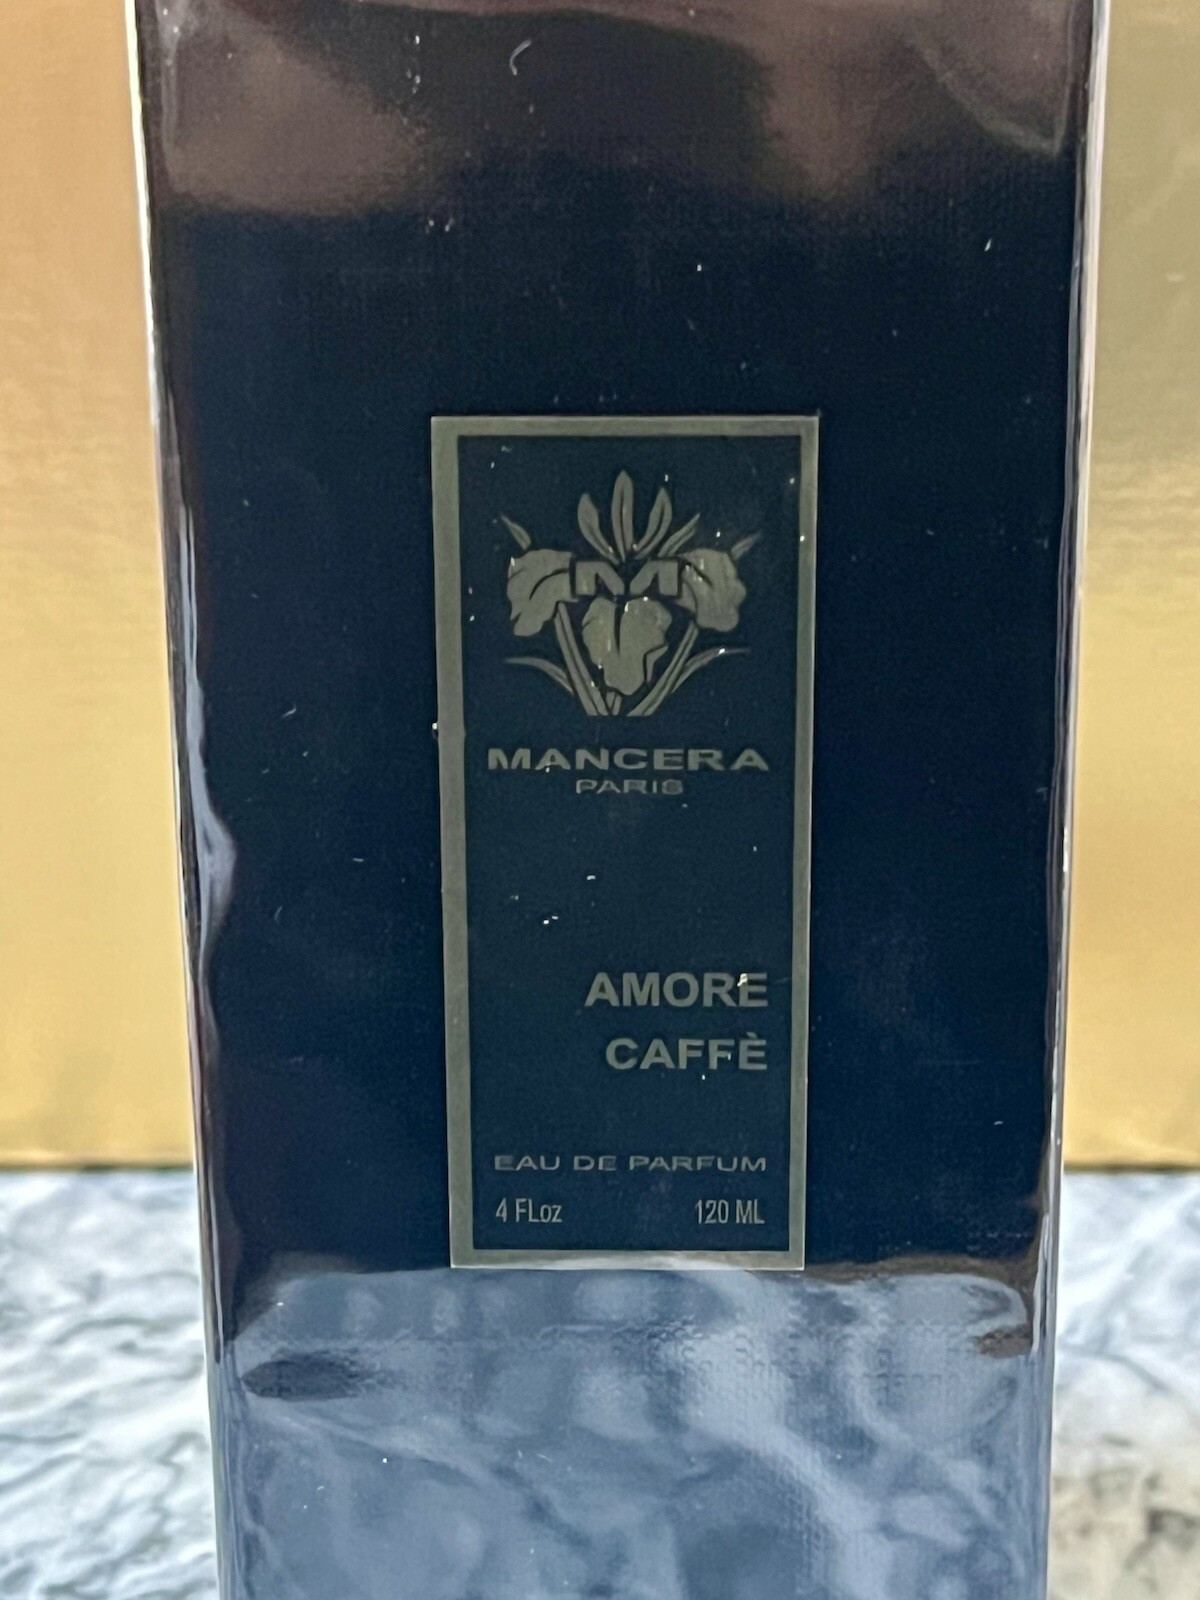 M
MANCERA
PARIS
AMORE
CAFFÈ
EAU DE PARFUM
4 FLoz 120 ML